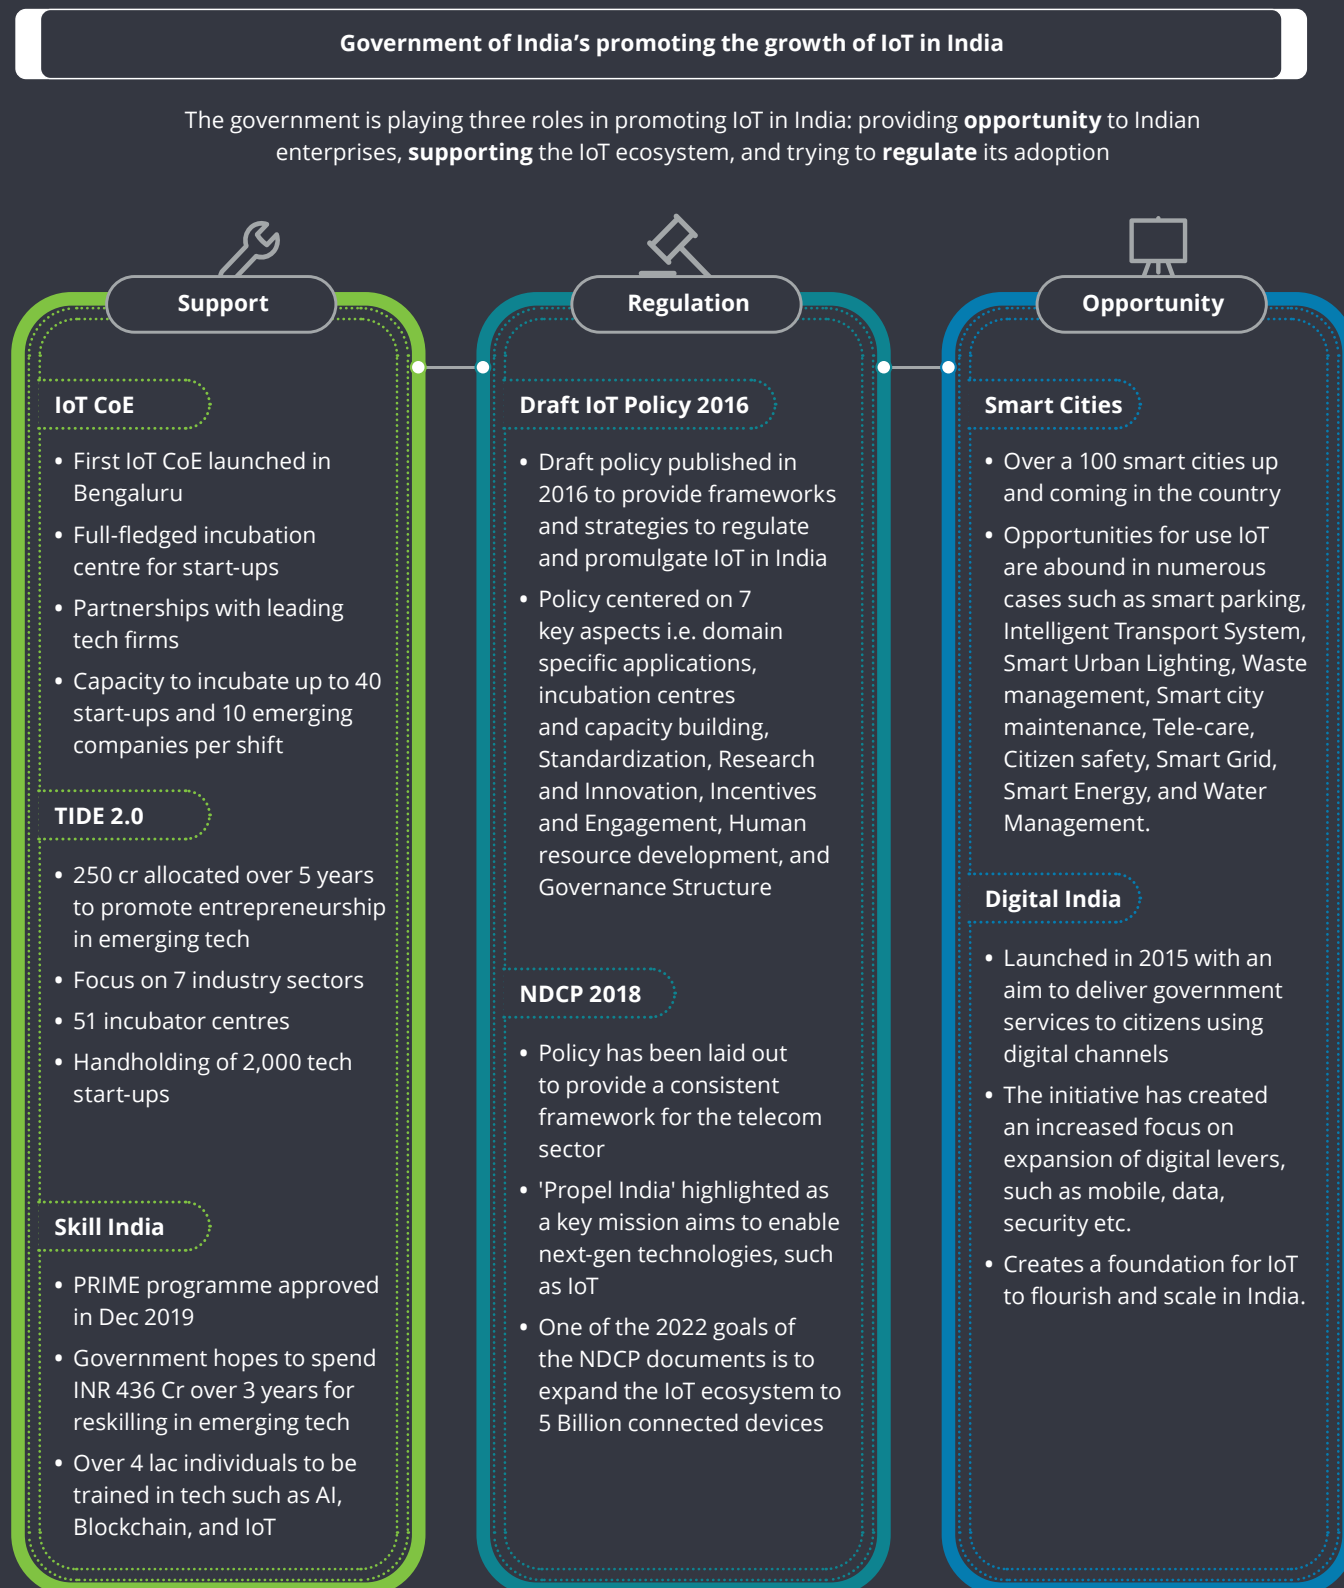 Government of India’s promoting the growth of IoT in India
The government is playing three roles in promoting IoT in India: providing opportunity to Indian
enterprises, supporting the IoT ecosystem, and trying to regulate its adoption
Support
IoT CoE
• First IoT CoE launched in
Bengaluru
• Full-fledged incubation
centre for start-ups
• Partnerships with leading
tech firms
• Capacity to incubate up to 40
start-ups and 10 emerging
companies per shift
TIDE 2.0
• 250 cr allocated over 5 years
to promote entrepreneurship
in emerging tech
• Focus on 7 industry sectors
• 51 incubator centres
• Handholding of 2,000 tech
start-ups
Skill India
• PRIME programme approved
in Dec 2019
• Government hopes to spend
INR 436 Cr over 3 years for
reskilling in emerging tech
• Over 4 lac individuals to be
trained in tech such as AI,
Blockchain, and IoT
Regulation
Draft IoT Policy 2016
• Draft policy published in
2016 to provide frameworks
and strategies to regulate
and promulgate IoT in India
• Policy centered on 7
key aspects i.e. domain
specific applications,
incubation centres
and capacity building,
Standardization, Research
and Innovation, Incentives
and Engagement, Human
resource development, and
Governance Structure
NDCP 2018
• Policy has been laid out
to provide a consistent
framework for the telecom
sector
• 'Propel India' highlighted as
a key mission aims to enable
next-gen technologies, such
as IoT
• One of the 2022 goals of
the NDCP documents is to
expand the IoT ecosystem to
5 Billion connected devices
Opportunity
Smart Cities
• Over a 100 smart cities up
and coming in the country
• Opportunities for use IoT
are abound in numerous
cases such as smart parking,
Intelligent Transport System,
Smart Urban Lighting, Waste
management, Smart city
maintenance, Tele-care,
Citizen safety, Smart Grid,
Smart Energy, and Water
Management.
Digital India
• Launched in 2015 with an
aim to deliver government
services to citizens using
digital channels
• The initiative has created
an increased focus on
expansion of digital levers,
such as mobile, data,
security etc.
• Creates a foundation for IoT
to flourish and scale in India.